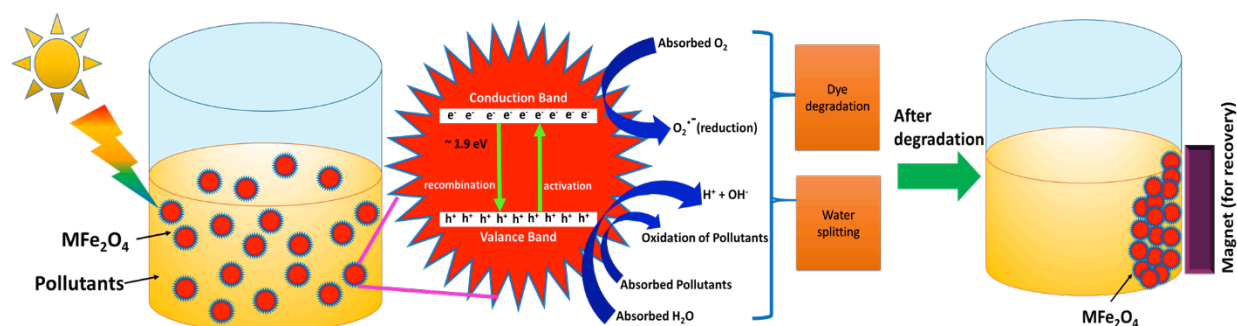 MFe₂O₄
Pollutants
Conduction Band
e⁻ e⁻ e⁻ e⁻ e⁻ e⁻ e⁻ e⁻ e⁻
~ 1.9 eV
recombination
activation
h⁺ h⁺ h⁺ h⁺ h⁺ h⁺ h⁺ h⁺ h⁺
Valance Band
Absorbed O₂
O₂•⁻ (reduction)
H⁺ + OH⁻
Oxidation of Pollutants
Absorbed Pollutants
Absorbed H₂O
Dye
degradation
Water
splitting
After
degradation
Magnet (for recovery)
MFe₂O₄